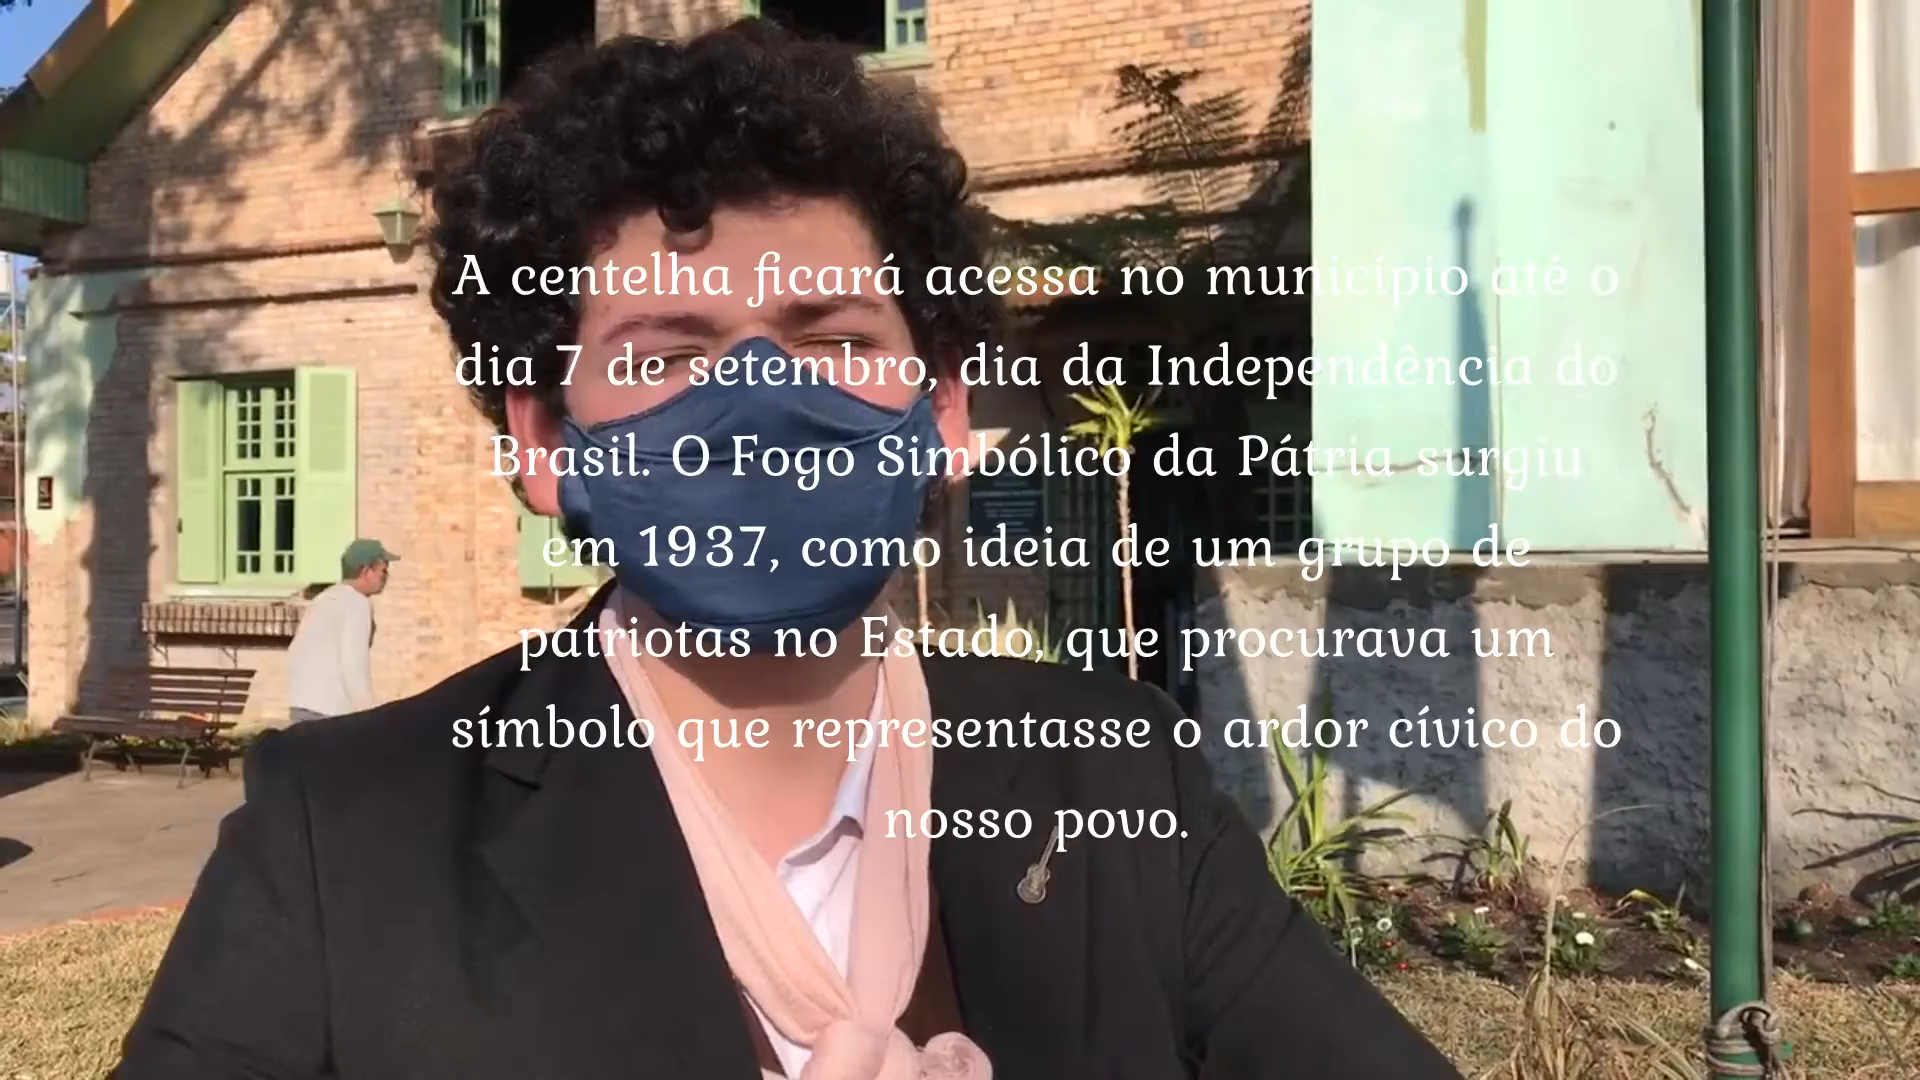 A centelha ficará acessa no município até o
dia 7 de setembro, dia da Independência do
Brasil. O Fogo Simbólico da Pátria surgiu
em 1937, como ideia de um grupo de
patriotas no Estado, que procurava um
símbolo que representasse o ardor cívico do
nosso povo.